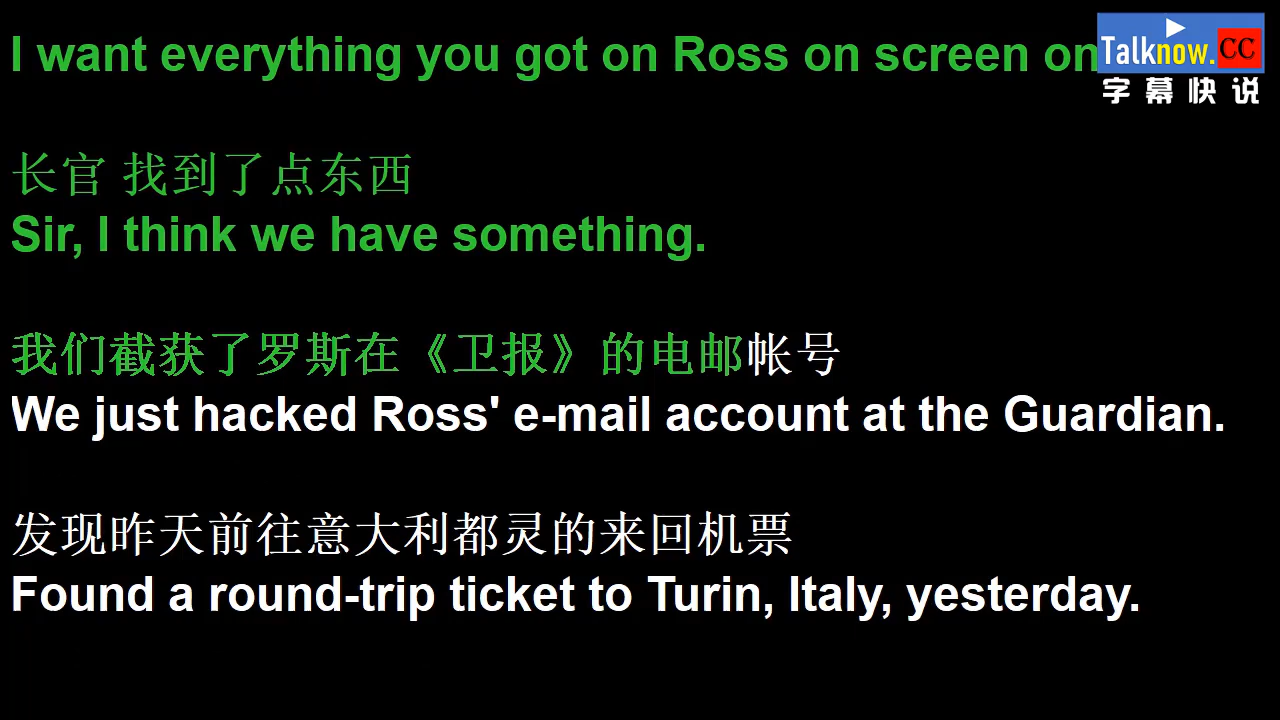 I want everything you got on Ross on screen on
Talknow.CC
字幕快说
长官 找到了点东西
Sir, I think we have something.
我们截获了罗斯在《卫报》的电邮帐号
We just hacked Ross' e-mail account at the Guardian.
发现昨天前往意大利都灵的来回机票
Found a round-trip ticket to Turin, Italy, yesterday.